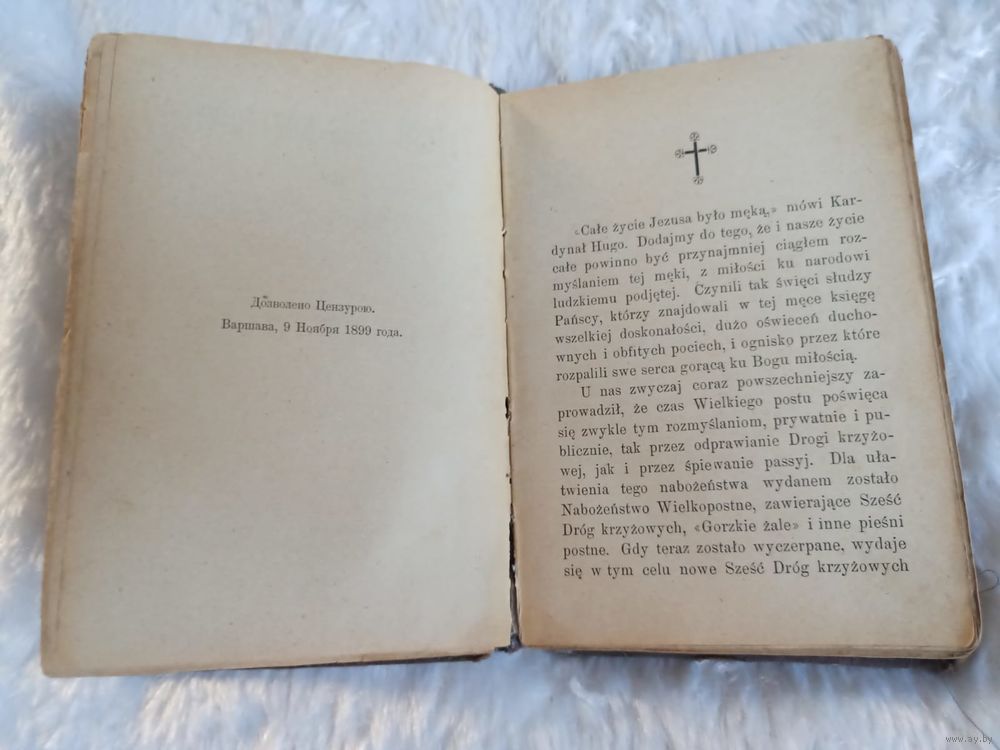 Дозволено Цензурою.
Варшава, 9 Ноября 1899 года.
«Całe życie Jezusa było męką,» mówi Kar-
dynał Hugo. Dodajmy do tego, że i nasze życie
całe powinno być przynajmniej ciągłem roz-
myślaniem tej męki, z miłości ku narodowi
ludzkiemu podjętej. Czynili tak święci słudzy
Pańscy, którzy znajdowali w tej męce księgę
wszelkiej doskonałości, dużo oświeceń ducho-
wnych i obfitych pociech, i ognisko przez które
rozpalili swe serca gorącą ku Bogu miłością.
U nas zwyczaj coraz powszechniejszy za-
prowadził, że czas Wielkiego postu poświęca
się zwykle tym rozmyślaniom, prywatnie i pu-
blicznie, tak przez odprawianie Drogi krzyżo-
wej, jak i przez śpiewanie passyj. Dla uła-
twienia tego nabożeństwa wydanem zostało
Nabożeństwo Wielkopostne, zawierające Sześć
Dróg krzyżowych, «Gorzkie żale» i inne pieśni
postne. Gdy teraz zostało wyczerpane, wydaje
się w tym celu nowe Sześć Dróg krzyżowych
www.ay.by